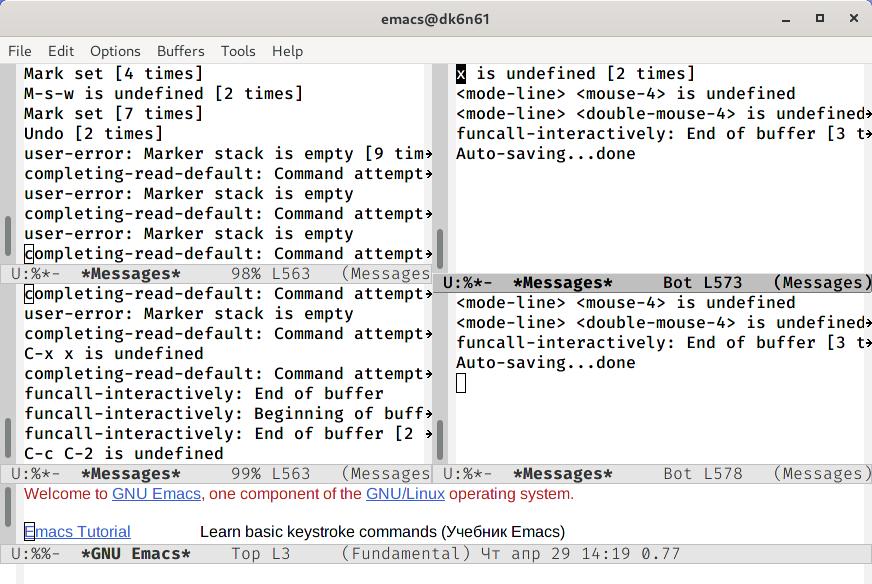 emacs@dk6n61
File Edit Options Buffers Tools Help
Mark set [4 times]
M-s-w is undefined [2 times]
Mark set [7 times]
Undo [2 times]
user-error: Marker stack is empty [9 tim→
completing-read-default: Command attempt→
user-error: Marker stack is empty
completing-read-default: Command attempt→
user-error: Marker stack is empty
completing-read-default: Command attempt→
U:%*- *Messages* 98% L563 (Messages
completing-read-default: Command attempt→
user-error: Marker stack is empty
completing-read-default: Command attempt→
C-x x is undefined
completing-read-default: Command attempt→
funcall-interactively: End of buffer
funcall-interactively: Beginning of buff→
funcall-interactively: End of buffer [2 →
C-c C-2 is undefined
U:%*- *Messages* 99% L563 (Messages
x is undefined [2 times]
<mode-line> <mouse-4> is undefined
<mode-line> <double-mouse-4> is undefined→
funcall-interactively: End of buffer [3 t→
Auto-saving...done
U:%*- *Messages* Bot L573 (Messages)
<mode-line> <mouse-4> is undefined
<mode-line> <double-mouse-4> is undefined→
funcall-interactively: End of buffer [3 t→
Auto-saving...done
U:%*- *Messages* Bot L578 (Messages)
Welcome to GNU Emacs, one component of the GNU/Linux operating system.
Emacs Tutorial Learn basic keystroke commands (Учебник Emacs)
U:%%- *GNU Emacs* Top L3 (Fundamental) Чт апр 29 14:19 0.77